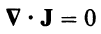 ∇ · J = 0